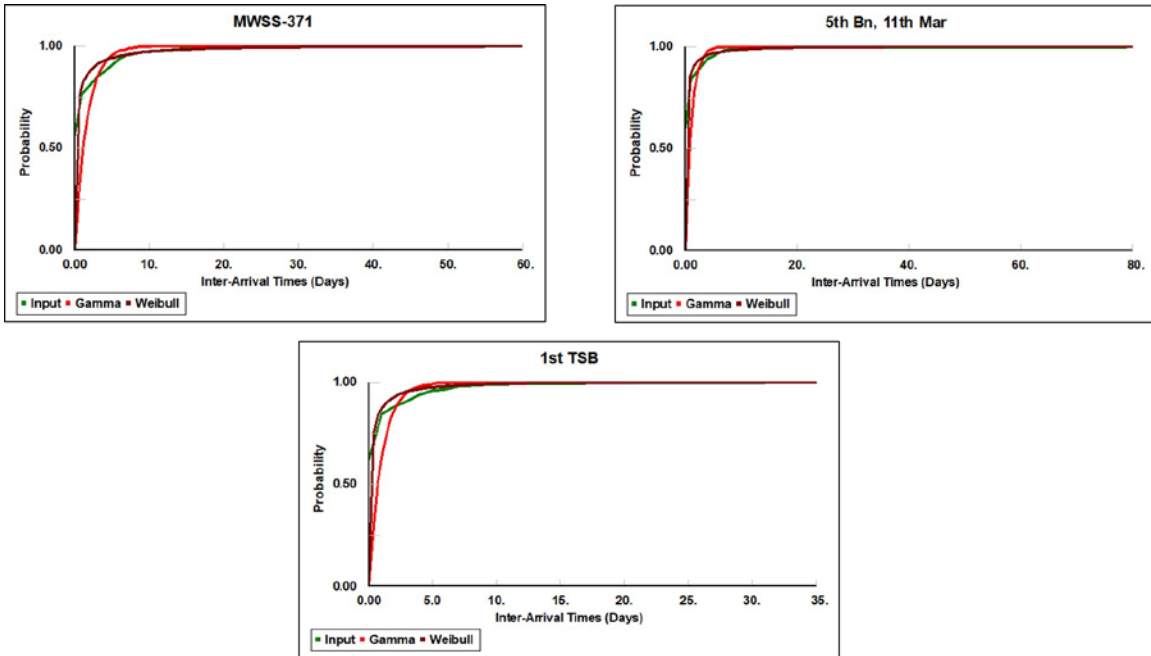 MWSS-371
1.00
Probability
0.50
0.00
0.00 10. 20. 30. 40. 50. 60.
Inter-Arrival Times (Days)
Input Gamma Weibull
5th Bn, 11th Mar
1.00
Probability
0.50
0.00
0.00 20. 40. 60. 80.
Inter-Arrival Times (Days)
Input Gamma Weibull
1st TSB
1.00
Probability
0.50
0.00
0.00 5.0 10. 15. 20. 25. 30. 35.
Inter-Arrival Times (Days)
Input Gamma Weibull